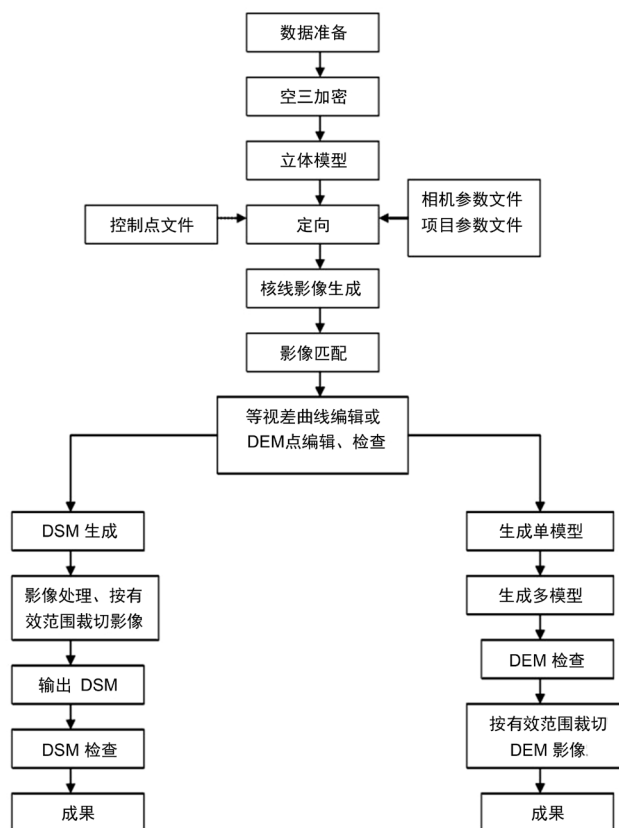 数据准备
空三加密
立体模型
控制点文件
定向
相机参数文件
项目参数文件
核线影像生成
影像匹配
等视差曲线编辑或
DEM点编辑、检查
DSM 生成
影像处理、按有
效范围裁切影像
输出 DSM
DSM 检查
成果
生成单模型
生成多模型
DEM 检查
按有效范围裁切
DEM 影像
成果